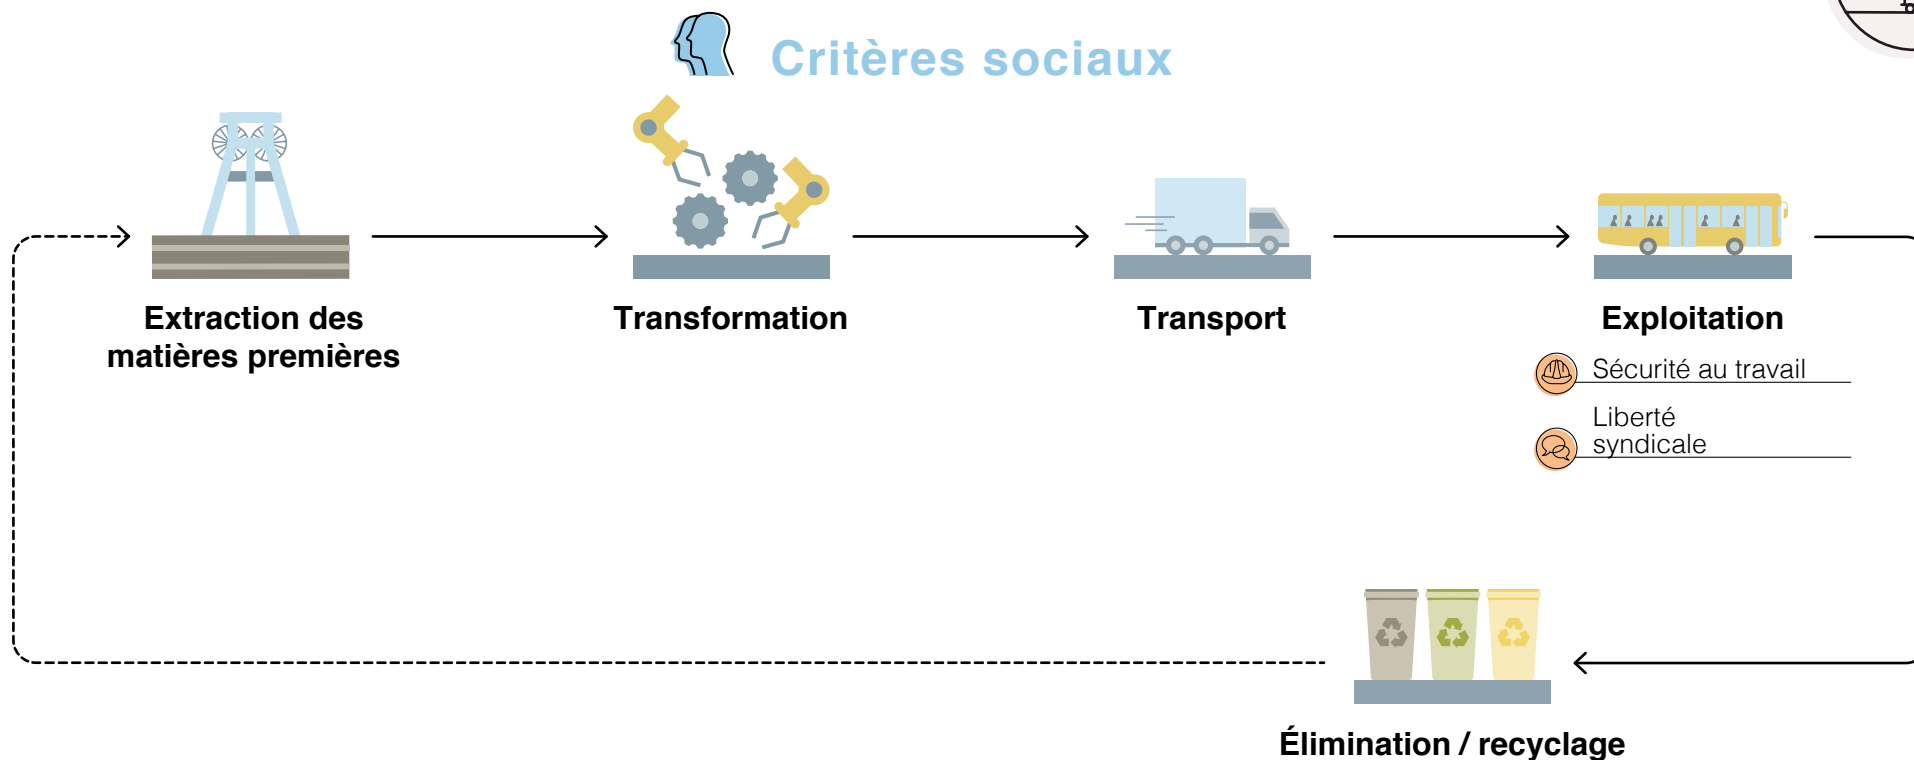 Critères sociaux
Extraction des
matières premières
Transformation
Transport
Exploitation
Sécurité au travail
Liberté
syndicale
Élimination / recyclage